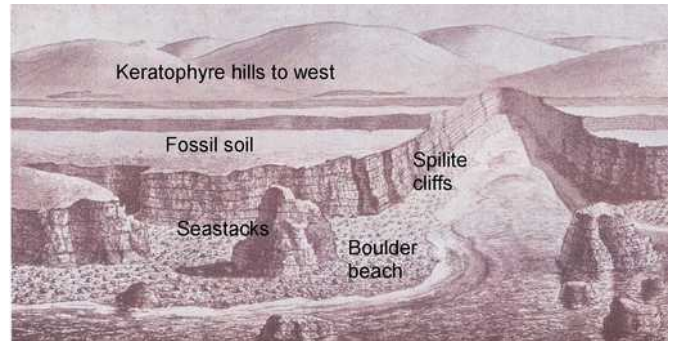 Keratophyre hills to west
Fossil soil
Spilite
cliffs
Seastacks
Boulder
beach